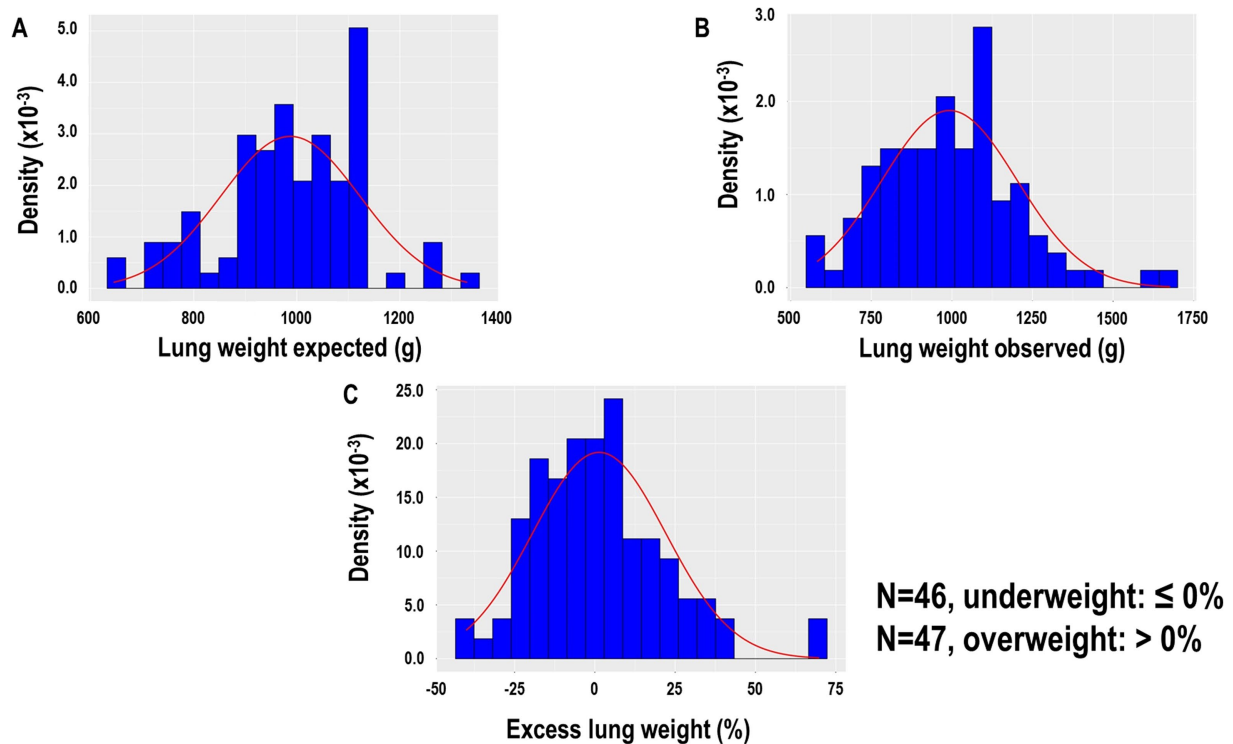 A
5.0
4.0
3.0
2.0
1.0
0.0
Density (x10-3)
600 800 1000 1200 1400
Lung weight expected (g)
B
3.0
2.0
1.0
0.0
Density (x10-3)
500 750 1000 1250 1500 1750
Lung weight observed (g)
C
25.0
20.0
15.0
10.0
5.0
0.0
Density (x10-3)
-50 -25 0 25 50 75
Excess lung weight (%)
N=46, underweight: ≤ 0%
N=47, overweight: > 0%